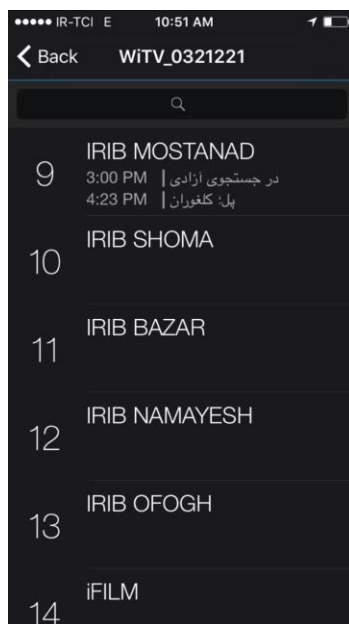 IR-TCI E 10:51 AM
Back WiTV_0321221
9 IRIB MOSTANAD
3:00 PM | در جستجوی آزادی
4:23 PM | پل: کلغوران
10 IRIB SHOMA
11 IRIB BAZAR
12 IRIB NAMAYESH
13 IRIB OFOGH
14 iFILM